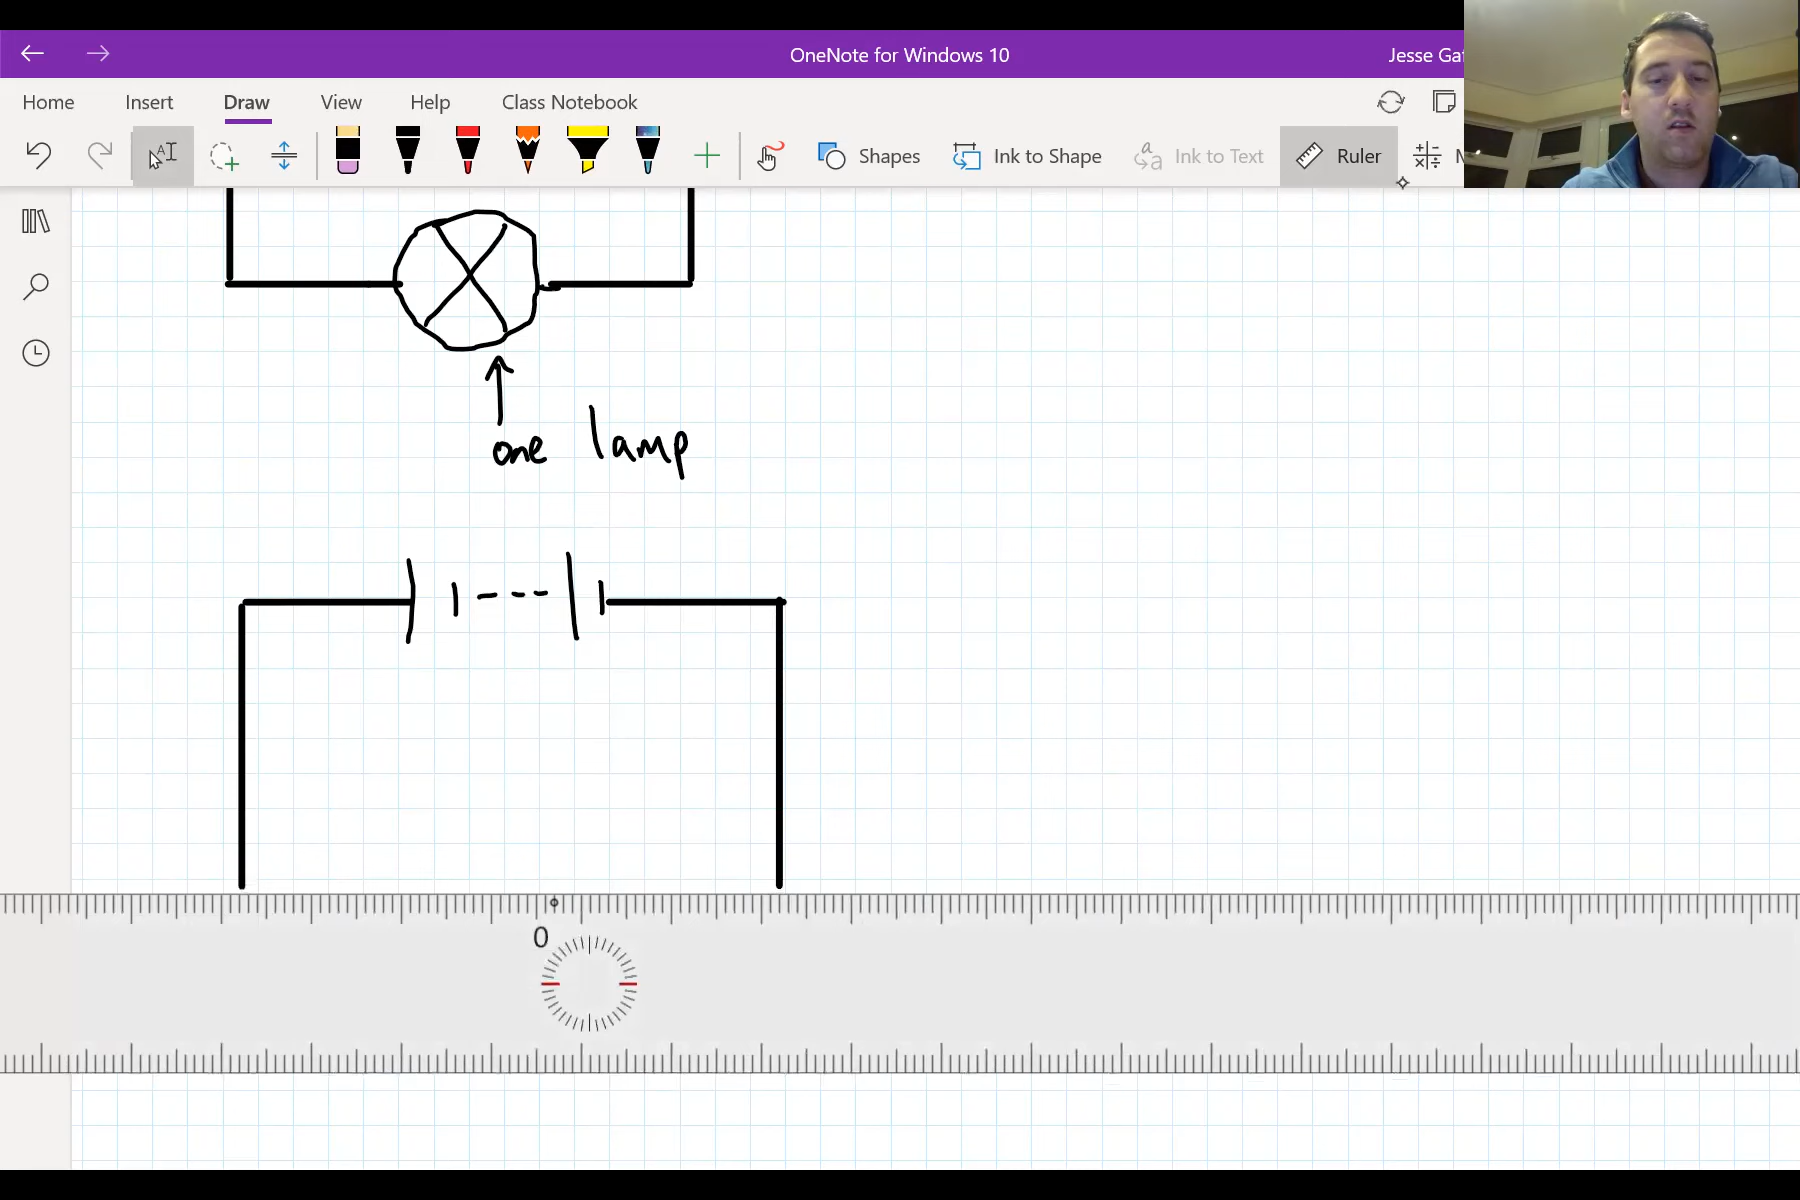 OneNote for Windows 10
Jesse Gaf
Home Insert Draw View Help Class Notebook
Shapes Ink to Shape Ink to Text Ruler M
one lamp
0